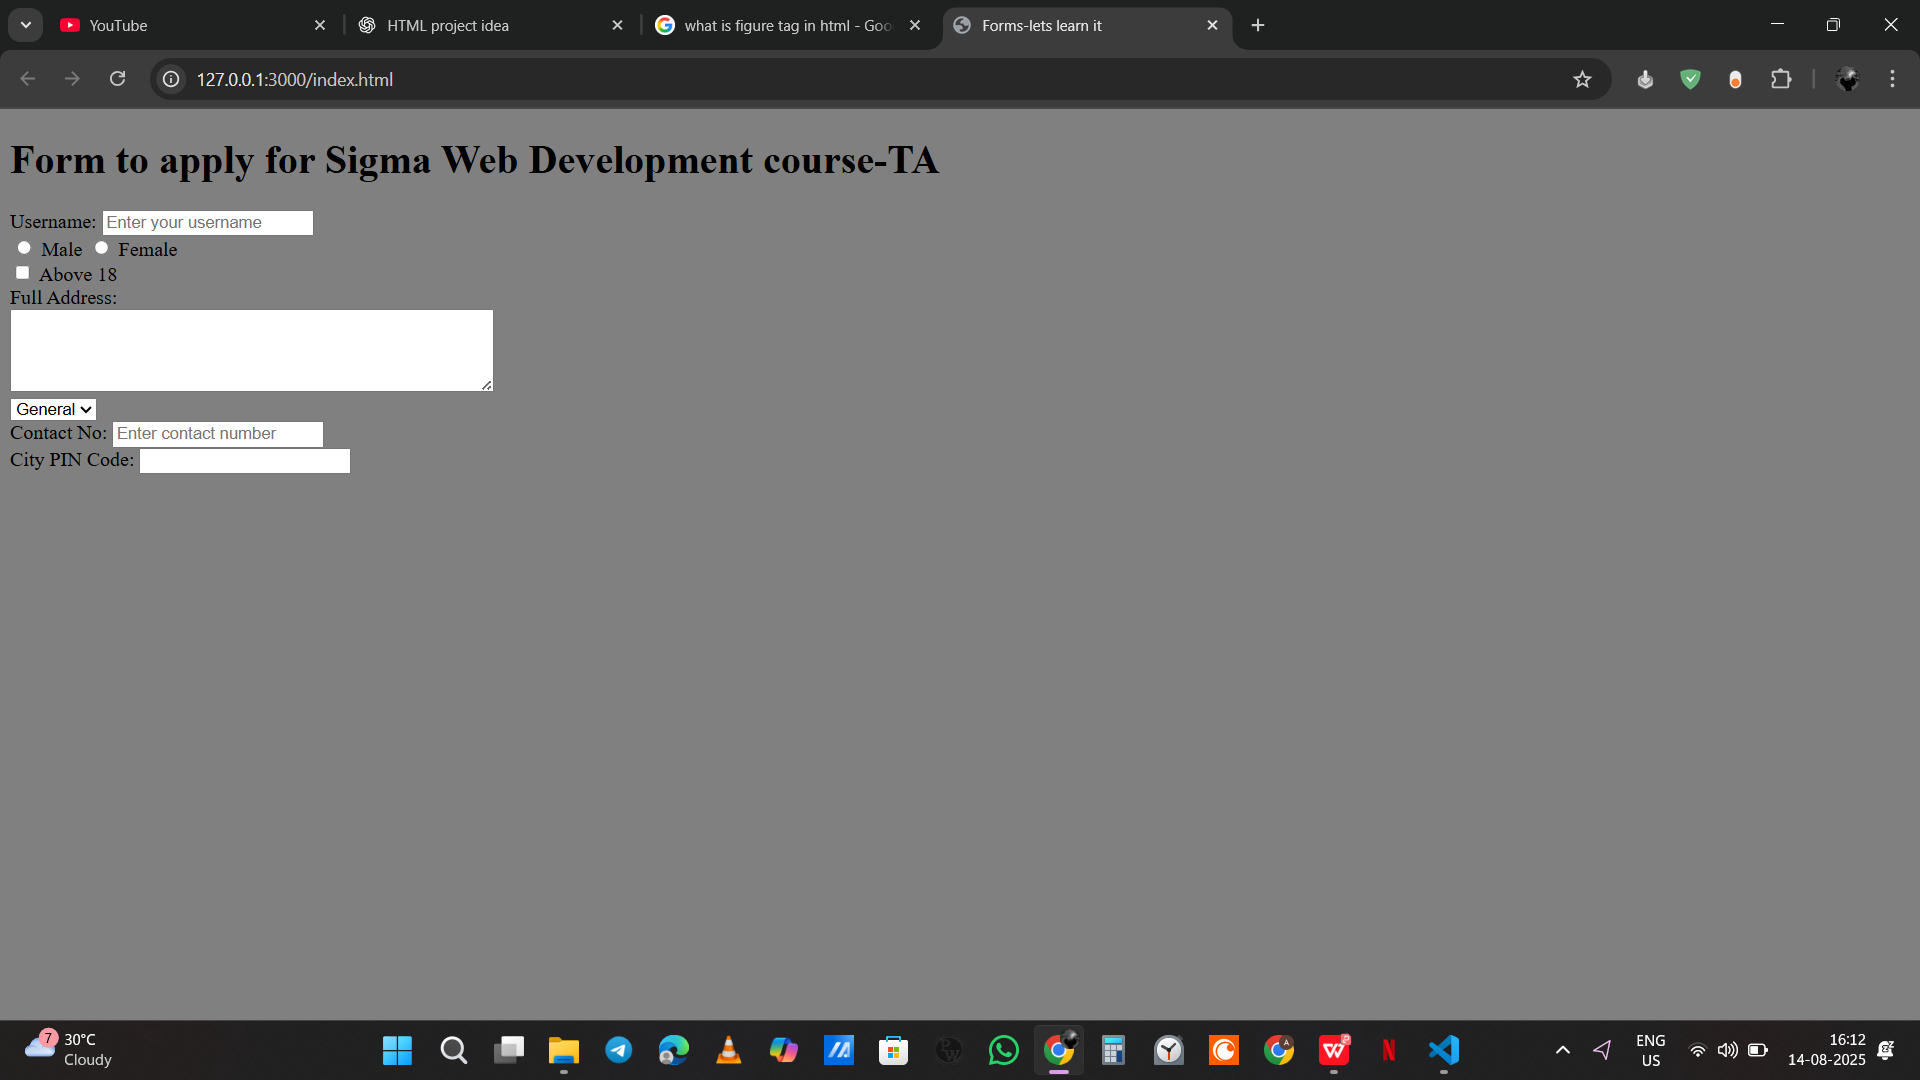 YouTube
HTML project idea
what is figure tag in html - Goo
Forms-lets learn it
127.0.0.1:3000/index.html
Form to apply for Sigma Web Development course-TA
Username: Enter your username
Male Female
Above 18
Full Address:
General
Contact No: Enter contact number
City PIN Code:
7
30°C
Cloudy
A
ENG
US
16:12
14-08-2025